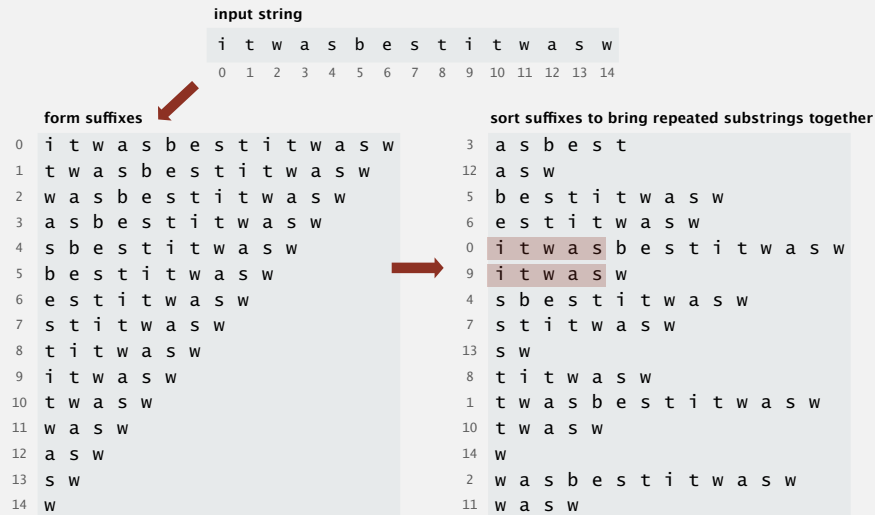 input string
i t w a s b e s t i t w a s w
0 1 2 3 4 5 6 7 8 9 10 11 12 13 14
form suffixes
0 i t w a s b e s t i t w a s w
1 t w a s b e s t i t w a s w
2 w a s b e s t i t w a s w
3 a s b e s t i t w a s w
4 s b e s t i t w a s w
5 b e s t i t w a s w
6 e s t i t w a s w
7 s t i t w a s w
8 t i t w a s w
9 i t w a s w
10 t w a s w
11 w a s w
12 a s w
13 s w
14 w
sort suffixes to bring repeated substrings together
3 a s b e s t
12 a s w
5 b e s t i t w a s w
6 e s t i t w a s w
0 i t w a s b e s t i t w a s w
9 i t w a s w
4 s b e s t i t w a s w
7 s t i t w a s w
13 s w
8 t i t w a s w
1 t w a s b e s t i t w a s w
10 t w a s w
14 w
2 w a s b e s t i t w a s w
11 w a s w